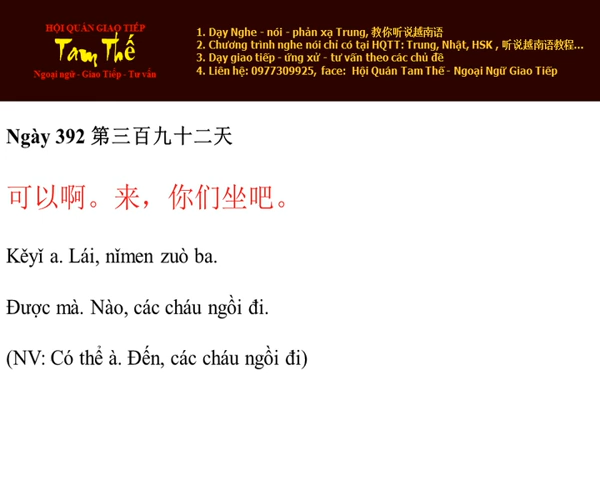 HỘI QUÁN GIAO TIẾP
Tam Thế
Ngoại ngữ - Giao Tiếp - Tư vấn
1. Dạy Nghe - nói - phản xạ Trung, 教你听说越南语
2. Chương trình nghe nói chỉ có tại HQTT: Trung, Nhật, HSK , 听说越南语教程...
3. Dạy giao tiếp - ứng xử - tư vấn theo các chủ đề
4. Liên hệ: 0977309925, face: Hội Quán Tam Thế - Ngoại Ngữ Giao Tiếp
Ngày 392 第三百九十二天
可以啊。来，你们坐吧。
Kěyǐ a. Lái, nǐmen zuò ba.
Được mà. Nào, các cháu ngồi đi.
(NV: Có thể à. Đến, các cháu ngồi đi)